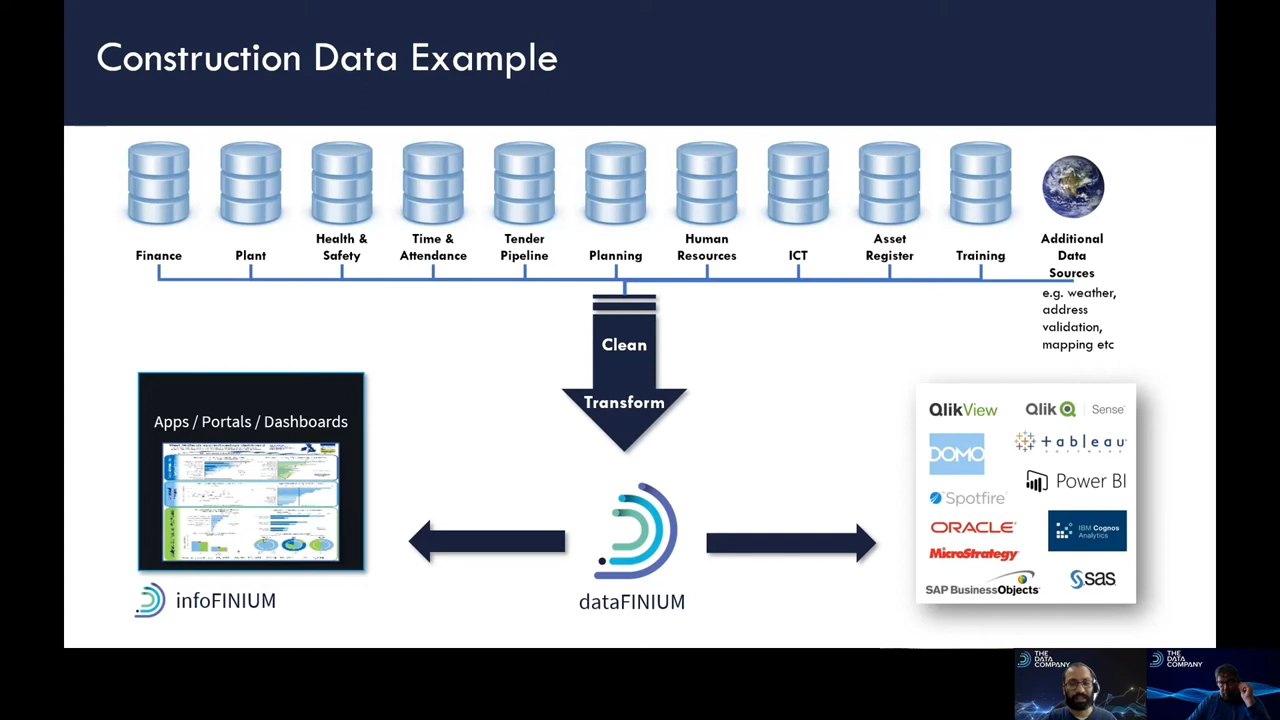 Construction Data Example
Finance
Plant
Health &
Safety
Time &
Attendance
Tender
Pipeline
Planning
Human
Resources
ICT
Asset
Register
Training
Additional
Data
Sources
e.g. weather,
address
validation,
mapping etc
Clean
Transform
Apps / Portals / Dashboards
infoFINIUM
dataFINIUM
QlikView
Qlik Sense
DOMO
tableau
SOFTWARE
Power BI
Spotfire
ORACLE
IBM Cognos
Analytics
MicroStrategy
SAP BusinessObjects
sas
THE
DATA
COMPANY
THE
DATA
COMPANY